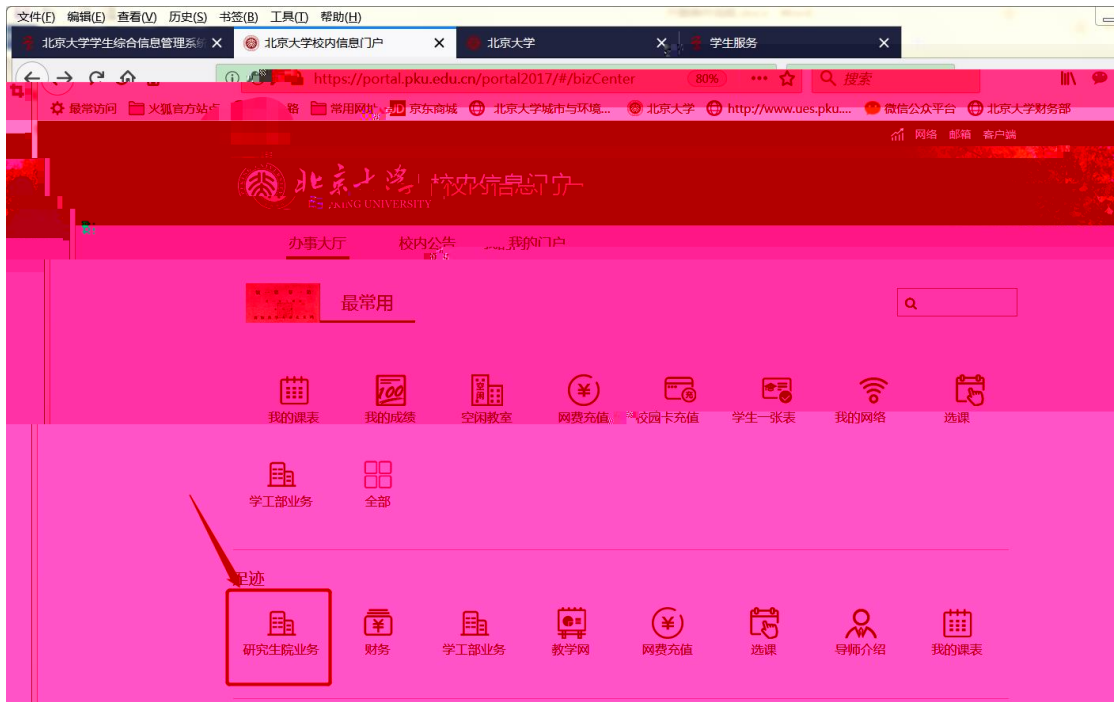 文件(F) 编辑(E) 查看(V) 历史(S) 书签(B) 工具(T) 帮助(H)
北京大学学生综合信息管理系统 北京大学校内信息门户 北京大学 学生服务
https://portal.pku.edu.cn/portal2017/#/bizCenter 80% 搜索
最常访问 火狐官方站点 常用网址 JD 京东商城 北京大学城市与环境... 北京大学 http://www.ues.pku.... 微信公众平台 北京大学财务部
网络 邮箱 客户端
北京大学 校内信息门户
PEKING UNIVERSITY
办事大厅 校内公告 我的门户
最常用
我的课表 我的成绩 空闲教室 网费充值 校园卡充值 学生一张表 我的网络 选课
学工部业务 全部
足迹
研究生院业务 财务 学工部业务 教学网 网费充值 选课 导师介绍 我的课表